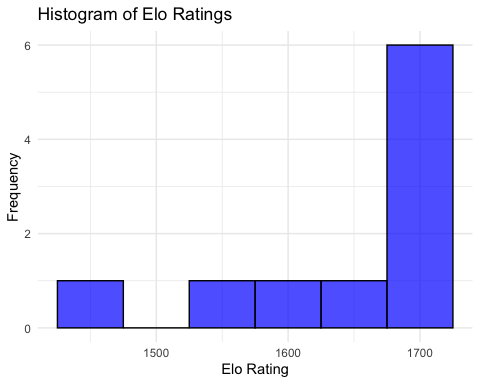 Histogram of Elo Ratings
6
4
2
0
Frequency
1500 1600 1700
Elo Rating